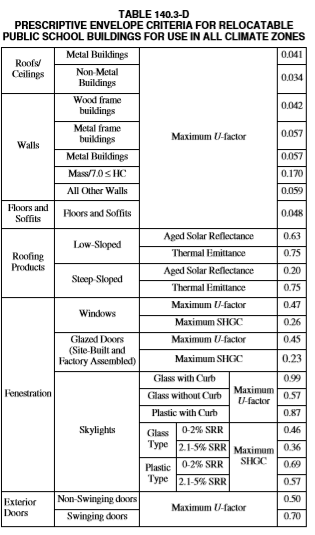 TABLE 140.3-D
PRESCRIPTIVE ENVELOPE CRITERIA FOR RELOCATABLE
PUBLIC SCHOOL BUILDINGS FOR USE IN ALL CLIMATE ZONES
Roofs/
Ceilings
Metal Buildings
0.041
Non-Metal
Buildings
0.034
Walls
Wood frame
buildings
0.042
Metal frame
buildings
0.057
Maximum U-factor
Metal Buildings
0.057
Mass/7.0 ≤ HC
0.170
All Other Walls
0.059
Floors and
Soffits
Floors and Soffits
0.048
Roofing
Products
Low-Sloped
Aged Solar Reflectance
0.63
Thermal Emittance
0.75
Steep-Sloped
Aged Solar Reflectance
0.20
Thermal Emittance
0.75
Fenestration
Windows
Maximum U-factor
0.47
Maximum SHGC
0.26
Glazed Doors
(Site-Built and
Factory Assembled)
Maximum U-factor
0.45
Maximum SHGC
0.23
Skylights
Glass with Curb
Maximum
U-factor
0.99
Glass without Curb
0.57
Plastic with Curb
0.87
Glass
Type
0-2% SRR
Maximum
SHGC
0.46
2.1-5% SRR
0.36
Plastic
Type
0-2% SRR
0.69
2.1-5% SRR
0.57
Exterior
Doors
Non-Swinging doors
Maximum U-factor
0.50
Swinging doors
0.70